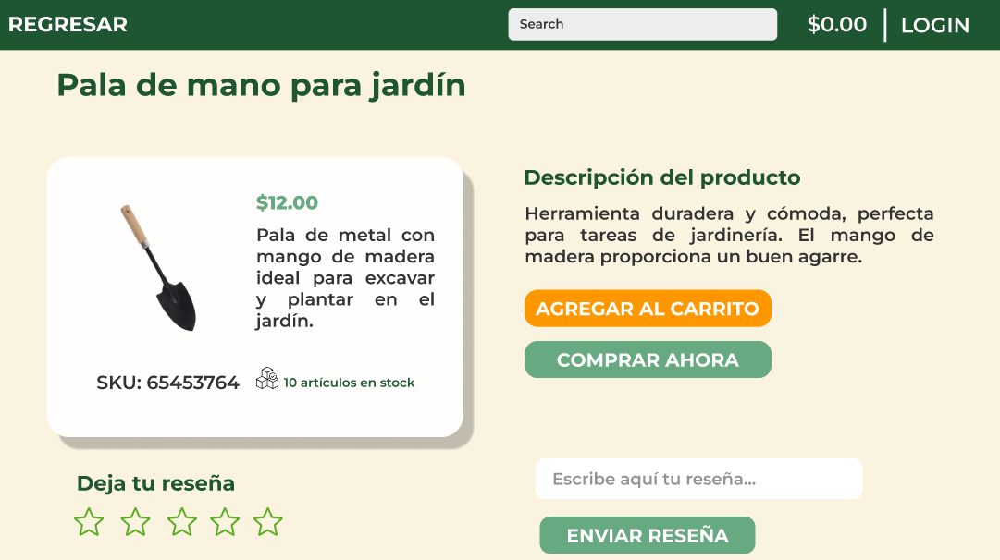 REGRESAR
Search
$0.00
LOGIN
Pala de mano para jardín
$12.00
Pala de metal con
mango de madera
ideal para excavar
y plantar en el
jardín.
SKU: 65453764
10 artículos en stock
Descripción del producto
Herramienta duradera y cómoda, perfecta
para tareas de jardinería. El mango de
madera proporciona un buen agarre.
AGREGAR AL CARRITO
COMPRAR AHORA
Deja tu reseña
Escribe aquí tu reseña...
ENVIAR RESEÑA